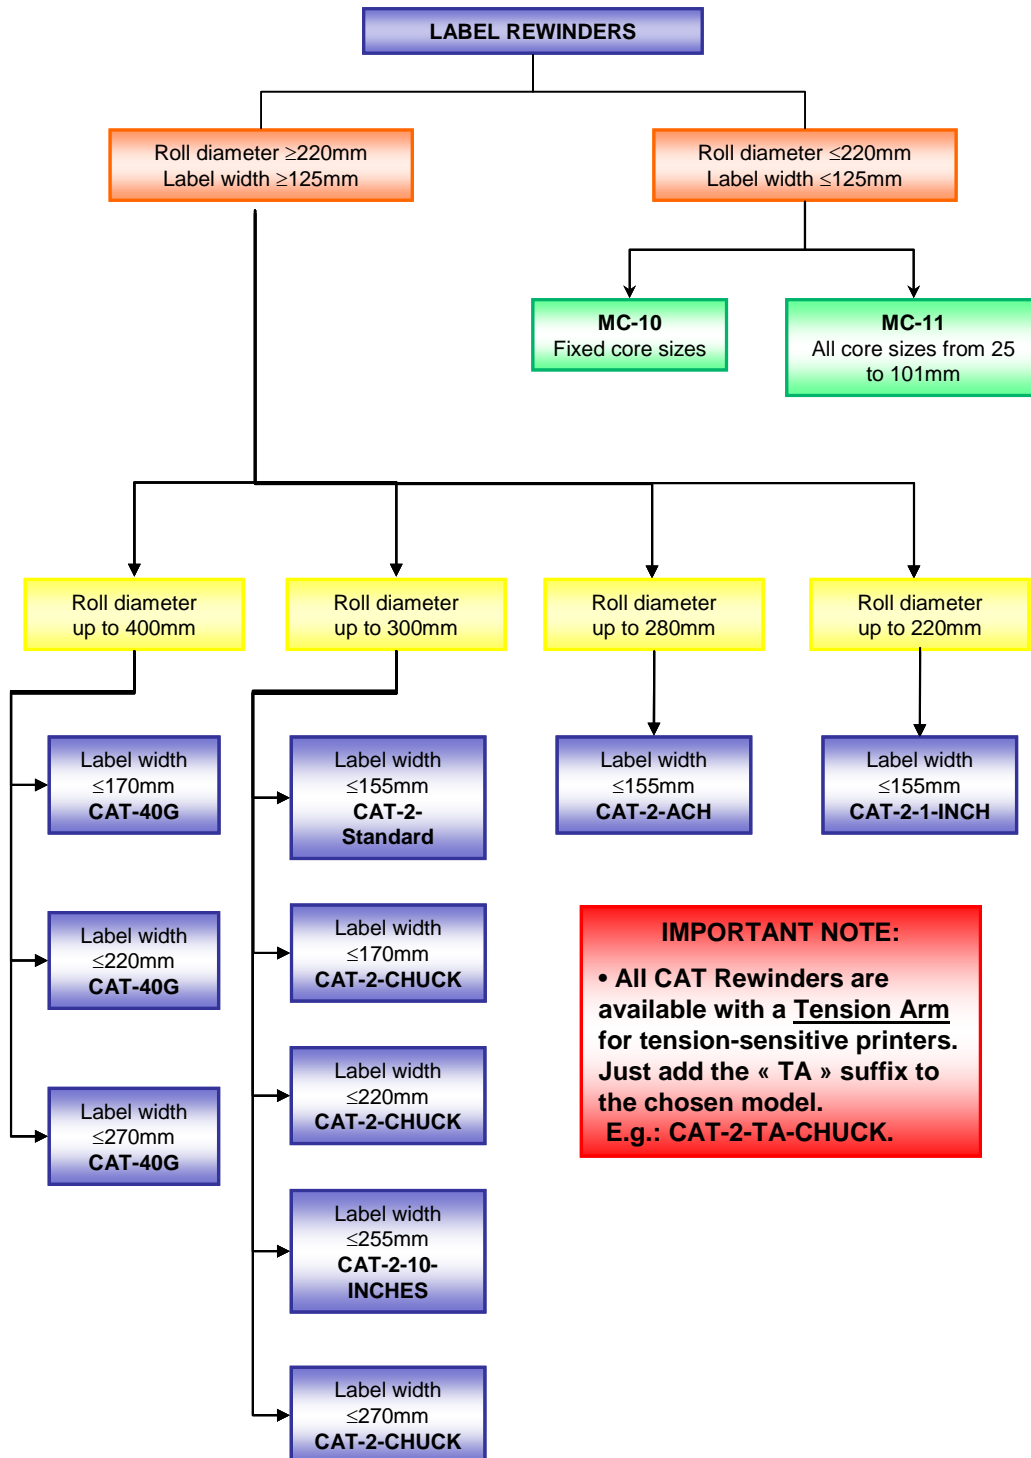 LABEL REWINDERS
Roll diameter ≥220mm
Label width ≥125mm
Roll diameter ≤220mm
Label width ≤125mm
MC-10
Fixed core sizes
MC-11
All core sizes from 25
to 101mm
Roll diameter
up to 400mm
Roll diameter
up to 300mm
Roll diameter
up to 280mm
Roll diameter
up to 220mm
Label width
≤170mm
CAT-40G
Label width
≤155mm
CAT-2-
Standard
Label width
≤155mm
CAT-2-ACH
Label width
≤155mm
CAT-2-1-INCH
Label width
≤220mm
CAT-40G
Label width
≤170mm
CAT-2-CHUCK
IMPORTANT NOTE:
• All CAT Rewinders are
available with a Tension Arm
for tension-sensitive printers.
Just add the « TA » suffix to
the chosen model.
E.g.: CAT-2-TA-CHUCK.
Label width
≤270mm
CAT-40G
Label width
≤220mm
CAT-2-CHUCK
Label width
≤255mm
CAT-2-10-
INCHES
Label width
≤270mm
CAT-2-CHUCK